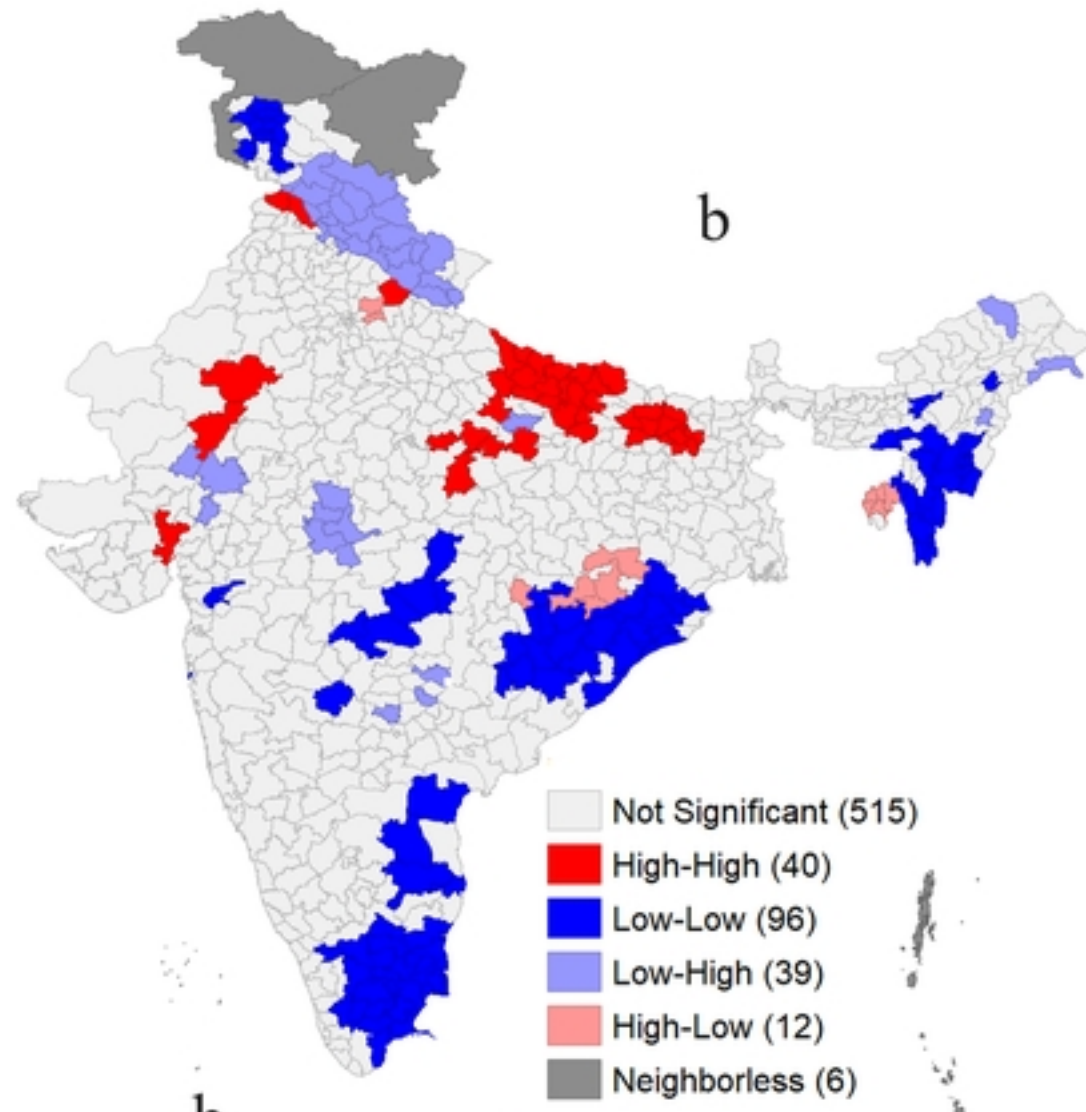 b
Not Significant (515)
High-High (40)
Low-Low (96)
Low-High (39)
High-Low (12)
Neighborless (6)